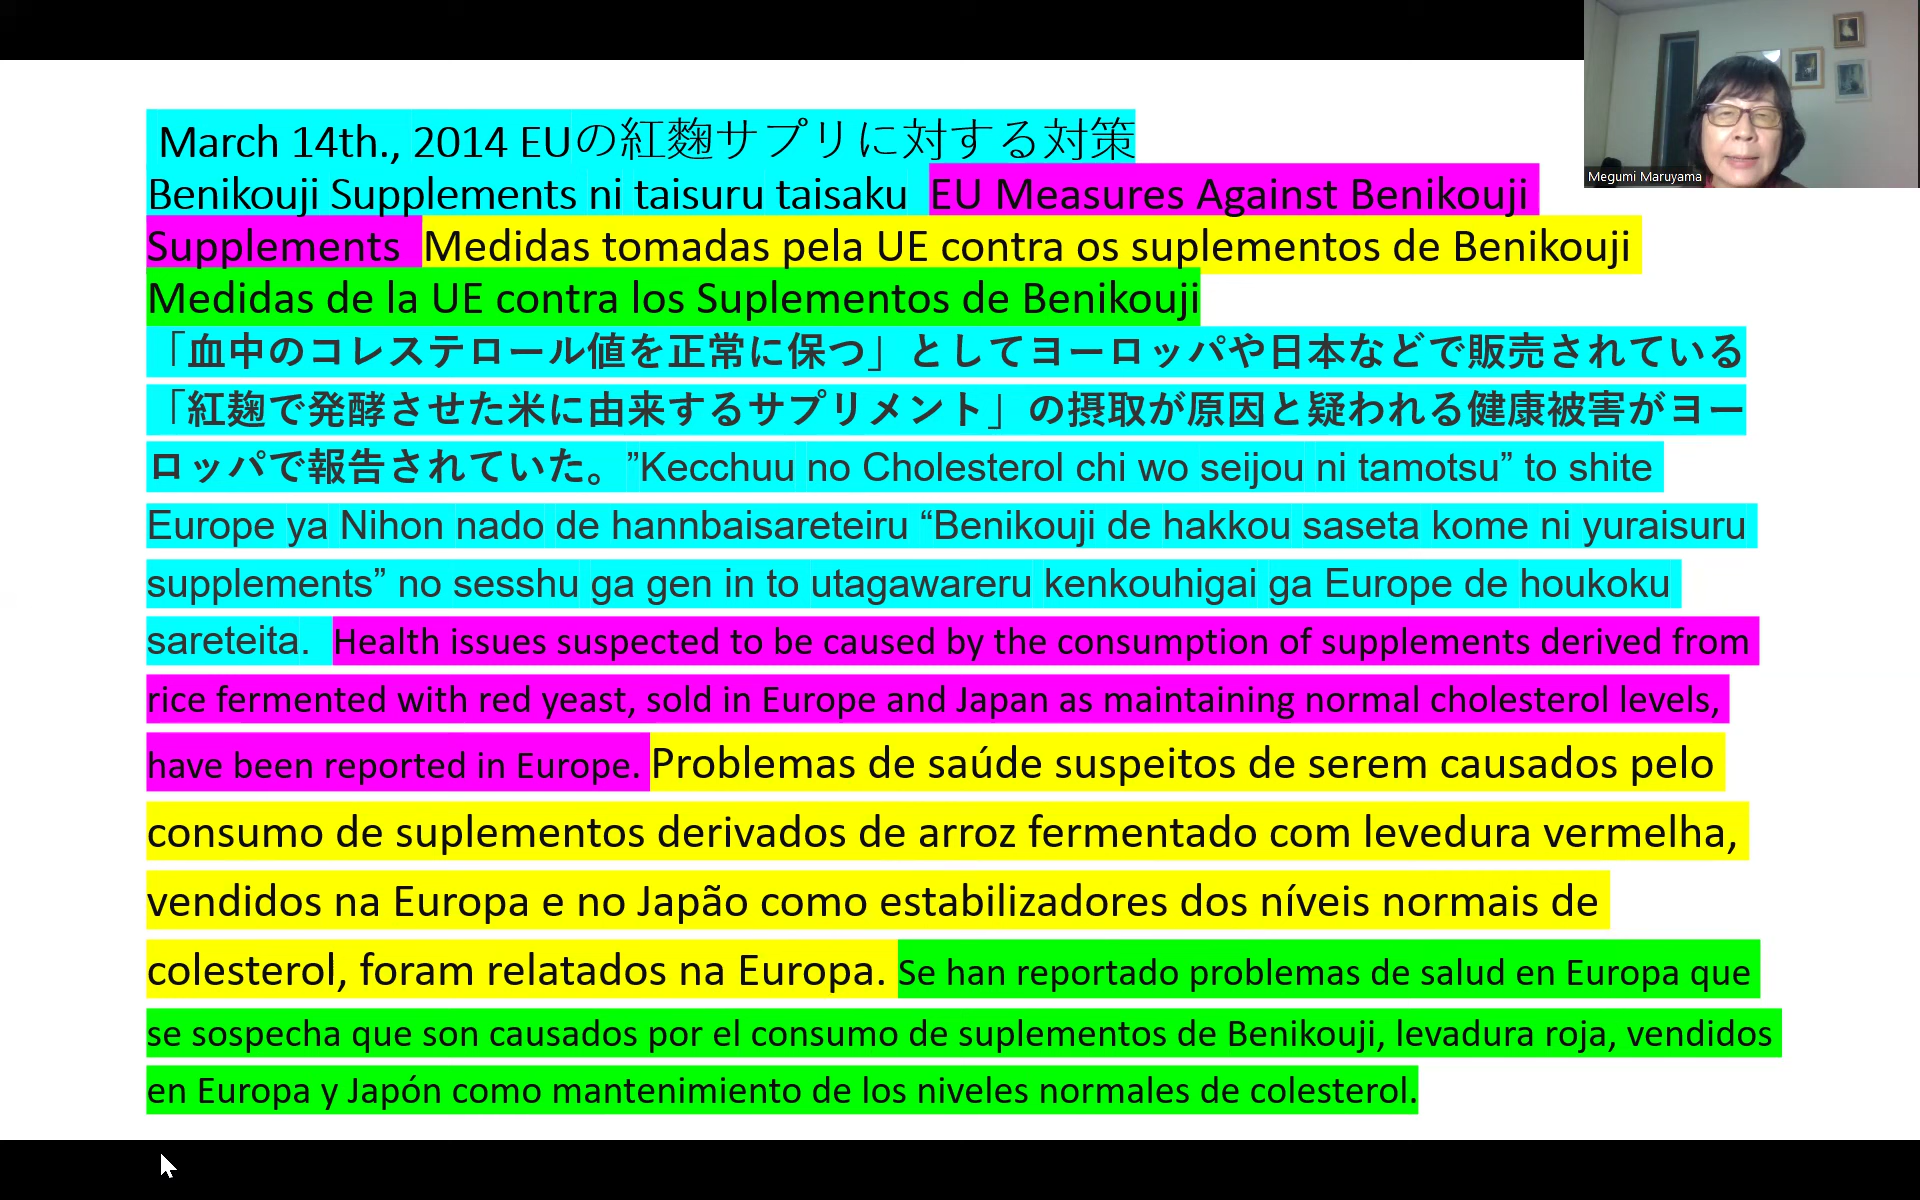 March 14th., 2014 EUの紅麴サプリに対する対策
Benikouji Supplements ni taisuru taisaku EU Measures Against Benikouji
Supplements Medidas tomadas pela UE contra os suplementos de Benikouji
Medidas de la UE contra los Suplementos de Benikouji
「血中のコレステロール値を正常に保つ」としてヨーロッパや日本などで販売されている
「紅麹で発酵させた米に由来するサプリメント」の摂取が原因と疑われる健康被害がヨー
ロッパで報告されていた。”Kecchuu no Cholesterol chi wo seijou ni tamotsu” to shite
Europe ya Nihon nado de hannbaisareteiru “Benikouji de hakkou saseta kome ni yuraisuru
supplements” no sesshu ga gen in to utagawareru kenkouhigai ga Europe de houkoku
sareteita. Health issues suspected to be caused by the consumption of supplements derived from
rice fermented with red yeast, sold in Europe and Japan as maintaining normal cholesterol levels,
have been reported in Europe. Problemas de saúde suspeitos de serem causados pelo
consumo de suplementos derivados de arroz fermentado com levedura vermelha,
vendidos na Europa e no Japão como estabilizadores dos níveis normais de
colesterol, foram relatados na Europa. Se han reportado problemas de salud en Europa que
se sospecha que son causados por el consumo de suplementos de Benikouji, levadura roja, vendidos
en Europa y Japón como mantenimiento de los niveles normales de colesterol.
Megumi Maruyama